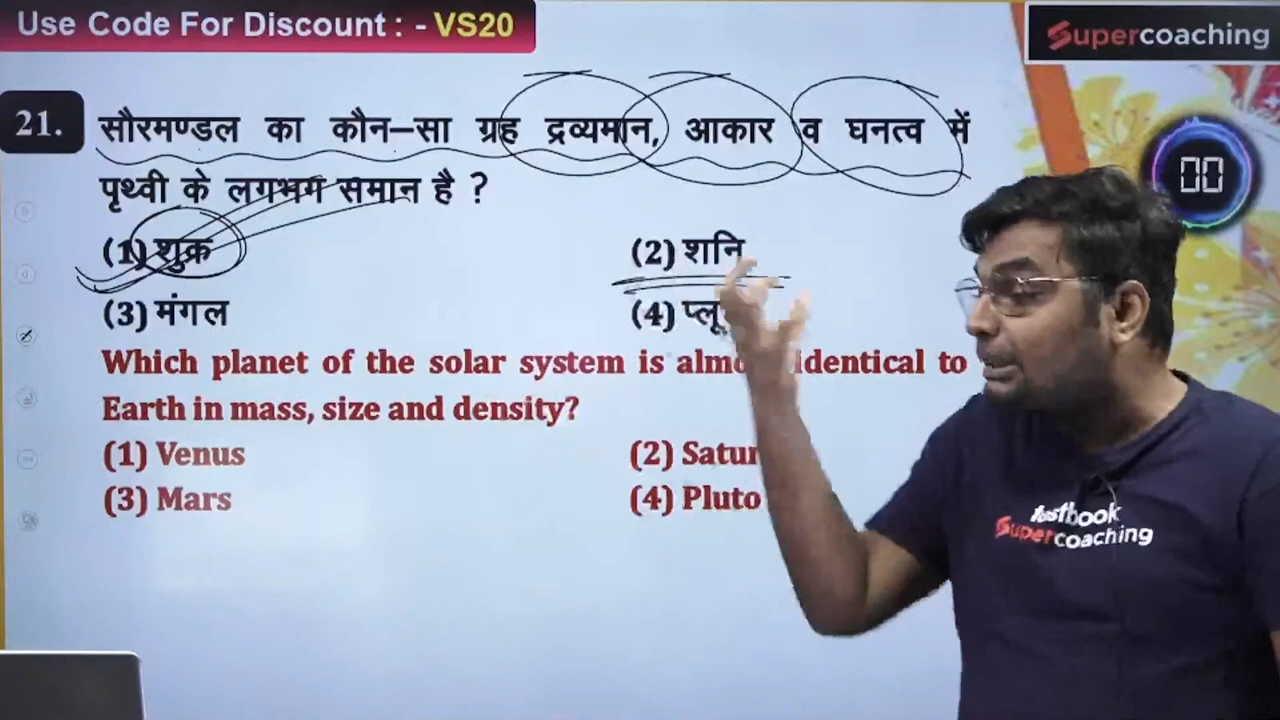 Use Code For Discount : - VS20
Supercoaching
21. सौरमण्डल का कौन–सा ग्रह द्रव्यमान, आकार व घनत्व में
पृथ्वी के लगभग समान है ?
(1) शुक्र (2) शनि
(3) मंगल (4)
Which planet of the solar system is identical to
Earth in mass, size and density?
(1) Venus (2)
(3) Mars (4) Pluto
00
testbook
Supercoaching